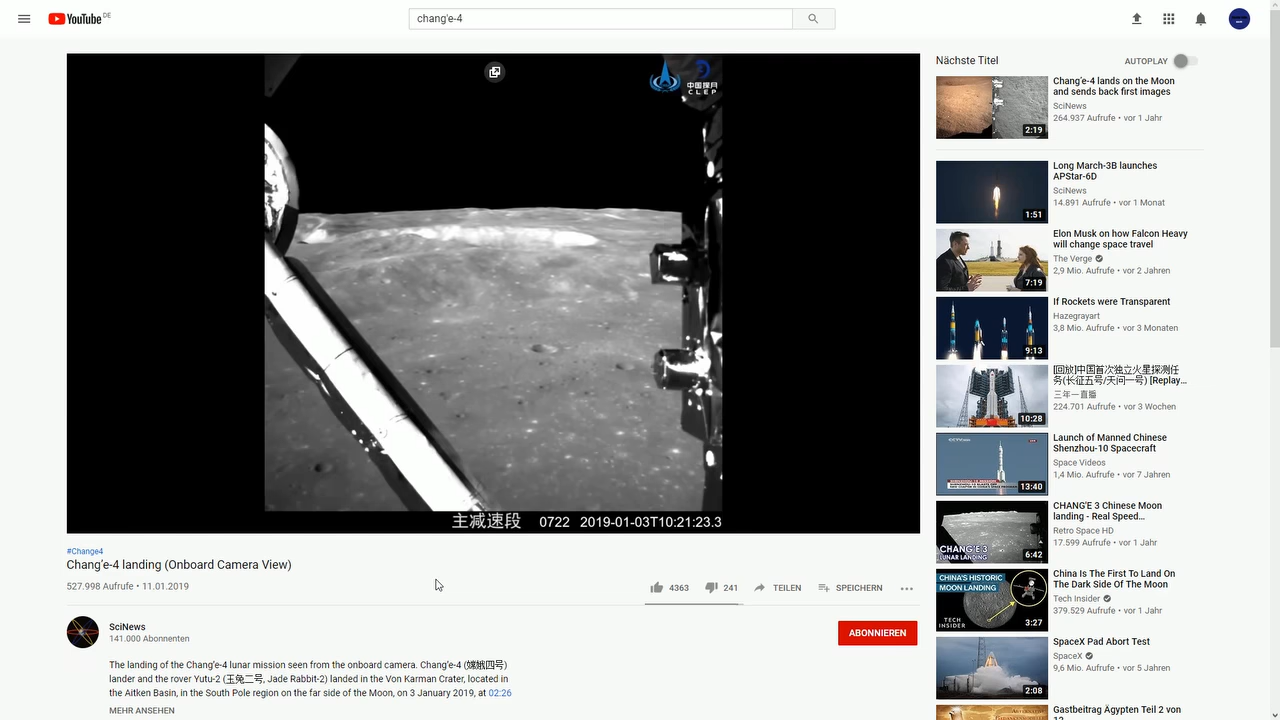 YouTube DE
chang'e-4
中国探月
CLEP
主减速段 0722 2019-01-03T10:21:23.3
#Change4
Chang'e-4 landing (Onboard Camera View)
527.998 Aufrufe • 11.01.2019
4363 241 TEILEN SPEICHERN
SciNews
141.000 Abonnenten
ABONNIEREN
The landing of the Chang'e-4 lunar mission seen from the onboard camera. Chang'e-4 (嫦娥四号)
lander and the rover Yutu-2 (玉兔二号, Jade Rabbit-2) landed in the Von Karman Crater, located in
the Aitken Basin, in the South Pole region on the far side of the Moon, on 3 January 2019, at 02:26
MEHR ANSEHEN
Nächste Titel AUTOPLAY
Chang'e-4 lands on the Moon
and sends back first images
SciNews
264.937 Aufrufe • vor 1 Jahr
2:19
Long March-3B launches
APStar-6D
SciNews
14.891 Aufrufe • vor 1 Monat
1:51
Elon Musk on how Falcon Heavy
will change space travel
The Verge
2,9 Mio. Aufrufe • vor 2 Jahren
7:19
If Rockets were Transparent
Hazegrayart
3,8 Mio. Aufrufe • vor 3 Monaten
9:13
[回放]中国首次独立火星探测任
务(长征五号/天问一号) [Replay...
三年一直播
224.701 Aufrufe • vor 3 Wochen
10:28
Launch of Manned Chinese
Shenzhou-10 Spacecraft
Space Videos
1,4 Mio. Aufrufe • vor 7 Jahren
13:40
CHANG'E 3 Chinese Moon
landing - Real Speed...
Retro Space HD
17.599 Aufrufe • vor 1 Jahr
CHANG'E 3
LUNAR LANDING
6:42
China Is The First To Land On
The Dark Side Of The Moon
Tech Insider
379.529 Aufrufe • vor 1 Jahr
CHINA'S HISTORIC
MOON LANDING
TECH
INSIDER
3:27
SpaceX Pad Abort Test
SpaceX
9,6 Mio. Aufrufe • vor 5 Jahren
2:08
Gastbeitrag Ägypten Teil 2 von